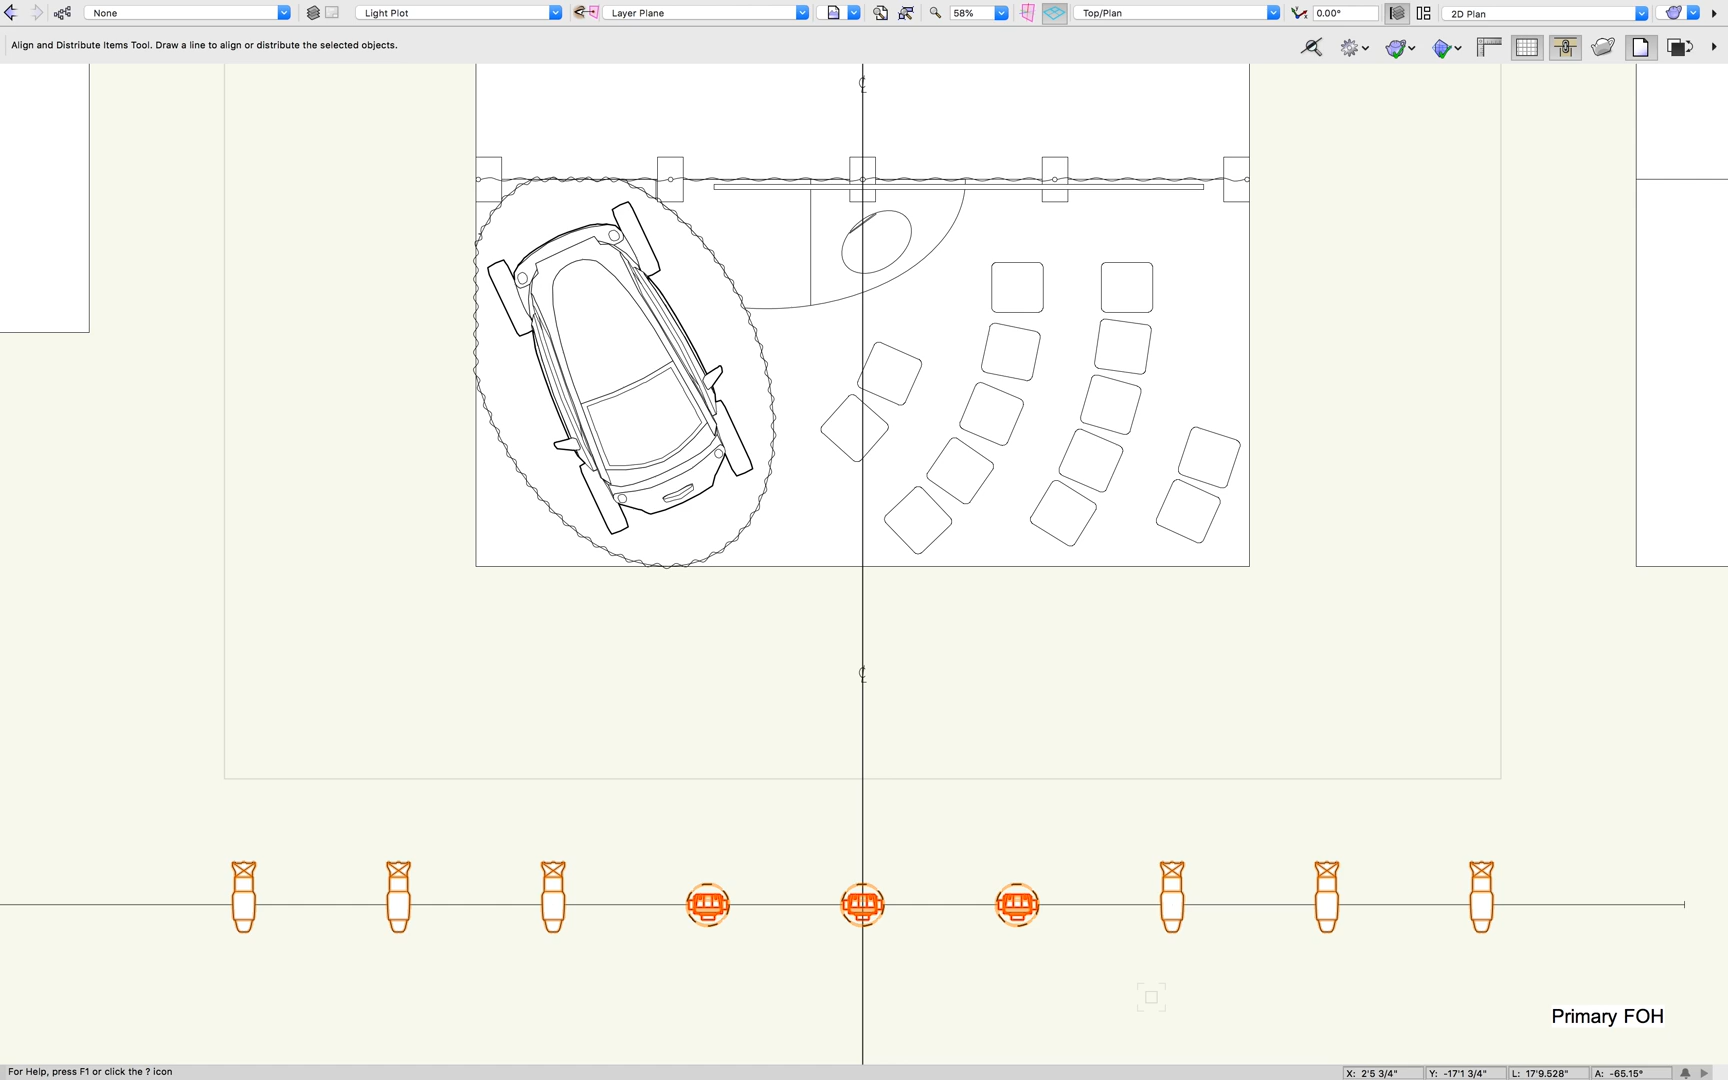 None
Light Plot
Layer Plane
58%
Top/Plan
0.00°
2D Plan
Align and Distribute Items Tool. Draw a line to align or distribute the selected objects.
Primary FOH
For Help, press F1 or click the ? icon
X: 2'5 3/4"
Y: -17'1 3/4"
L: 17'9.528"
A: -65.15°